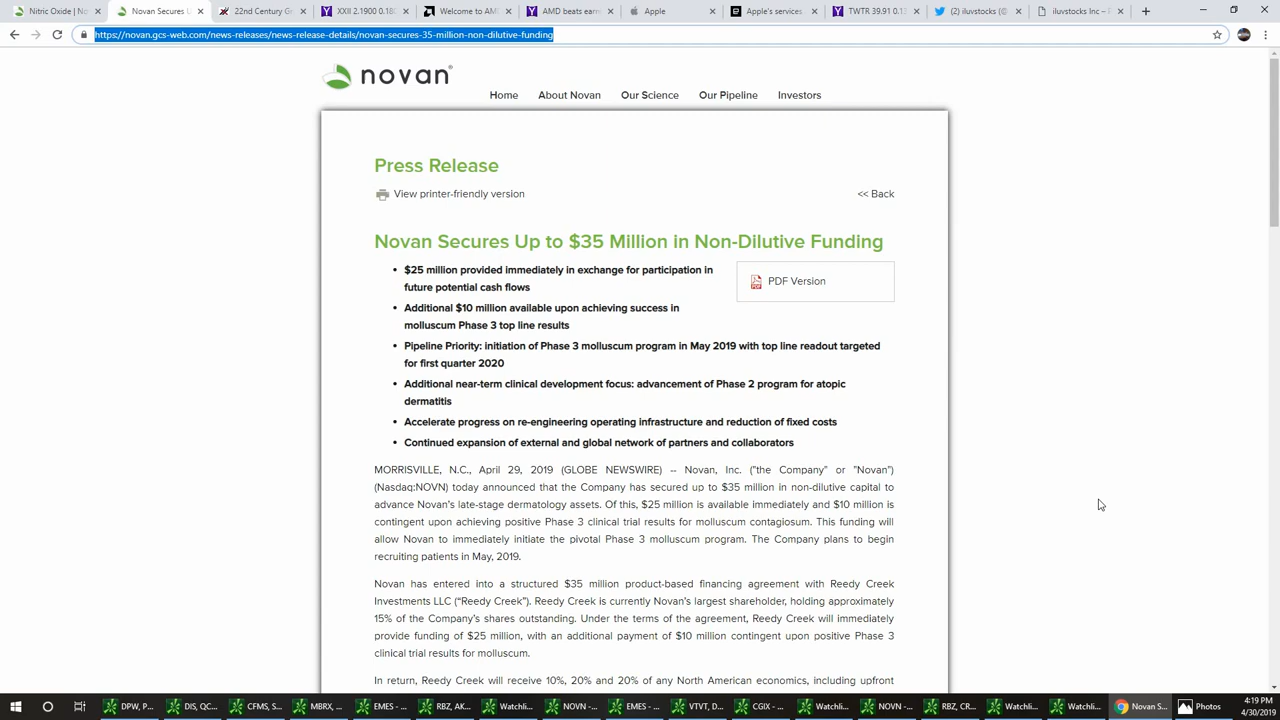 Nitric Oxide | N
Novan Secures U
22nd Century Gr
XXII 2.1900 0.180
Welcome to AMD
AMD beats earn
Apple
Apple's services
TWTR 39.91 0.13
(2) iluvstocks (@
iluvstocks Inc – P
https://novan.gcs-web.com/news-releases/news-release-details/novan-secures-35-million-non-dilutive-funding
novan®
Home About Novan Our Science Our Pipeline Investors
Press Release
View printer-friendly version << Back
Novan Secures Up to $35 Million in Non-Dilutive Funding
• $25 million provided immediately in exchange for participation in
future potential cash flows
PDF Version
• Additional $10 million available upon achieving success in
molluscum Phase 3 top line results
• Pipeline Priority: initiation of Phase 3 molluscum program in May 2019 with top line readout targeted
for first quarter 2020
• Additional near-term clinical development focus: advancement of Phase 2 program for atopic
dermatitis
• Accelerate progress on re-engineering operating infrastructure and reduction of fixed costs
• Continued expansion of external and global network of partners and collaborators
MORRISVILLE, N.C., April 29, 2019 (GLOBE NEWSWIRE) -- Novan, Inc. ("the Company" or "Novan")
(Nasdaq:NOVN) today announced that the Company has secured up to $35 million in non-dilutive capital to
advance Novan's late-stage dermatology assets. Of this, $25 million is available immediately and $10 million is
contingent upon achieving positive Phase 3 clinical trial results for molluscum contagiosum. This funding will
allow Novan to immediately initiate the pivotal Phase 3 molluscum program. The Company plans to begin
recruiting patients in May, 2019.
Novan has entered into a structured $35 million product-based financing agreement with Reedy Creek
Investments LLC ("Reedy Creek"). Reedy Creek is currently Novan's largest shareholder, holding approximately
15% of the Company's shares outstanding. Under the terms of the agreement, Reedy Creek will immediately
provide funding of $25 million, with an additional payment of $10 million contingent upon positive Phase 3
clinical trial results for molluscum.
In return, Reedy Creek will receive 10%, 20% and 20% of any North American economics, including upfront
DPW, P... DIS, QC... CFMS, S... MBRX, ... EMES - ... RBZ, AK... Watchli... NOVN -... EMES - ... VTVT, D... CGIX -... Watchli... NOVN -... RBZ, CR... Watchli... Watchli... Novan S... Photos
4:19 PM
4/30/2019